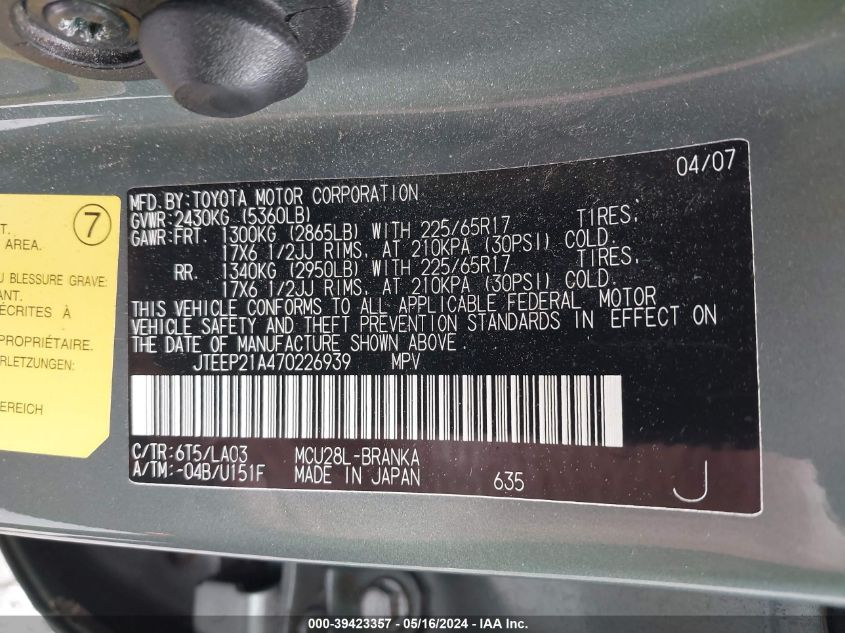 04/07
MFD. BY: TOYOTA MOTOR CORPORATION
GVWR: 2430KG (5360LB)
GAWR: FRT. 1300KG (2865LB) WITH 225/65R17 TIRES,
17X6 1/2JJ RIMS, AT 210KPA (30PSI) COLD.
RR. 1340KG (2950LB) WITH 225/65R17 TIRES,
17X6 1/2JJ RIMS, AT 210KPA (30PSI) COLD.
THIS VEHICLE CONFORMS TO ALL APPLICABLE FEDERAL MOTOR
VEHICLE SAFETY AND THEFT PREVENTION STANDARDS IN EFFECT ON
THE DATE OF MANUFACTURE SHOWN ABOVE.
JTEEP21A470226939 MPV
C/TR: 6T5/LA03 MCU28L-BRANKA
A/TM: -04B/U151F MADE IN JAPAN 635 J
7
T.
AREA.
U BLESSURE GRAVE:
ANT.
ÉCRITES À
PROPRIÉTAIRE.
RLETZUNGEN:
BEREICH
000-39423357 - 05/16/2024 - IAA Inc.